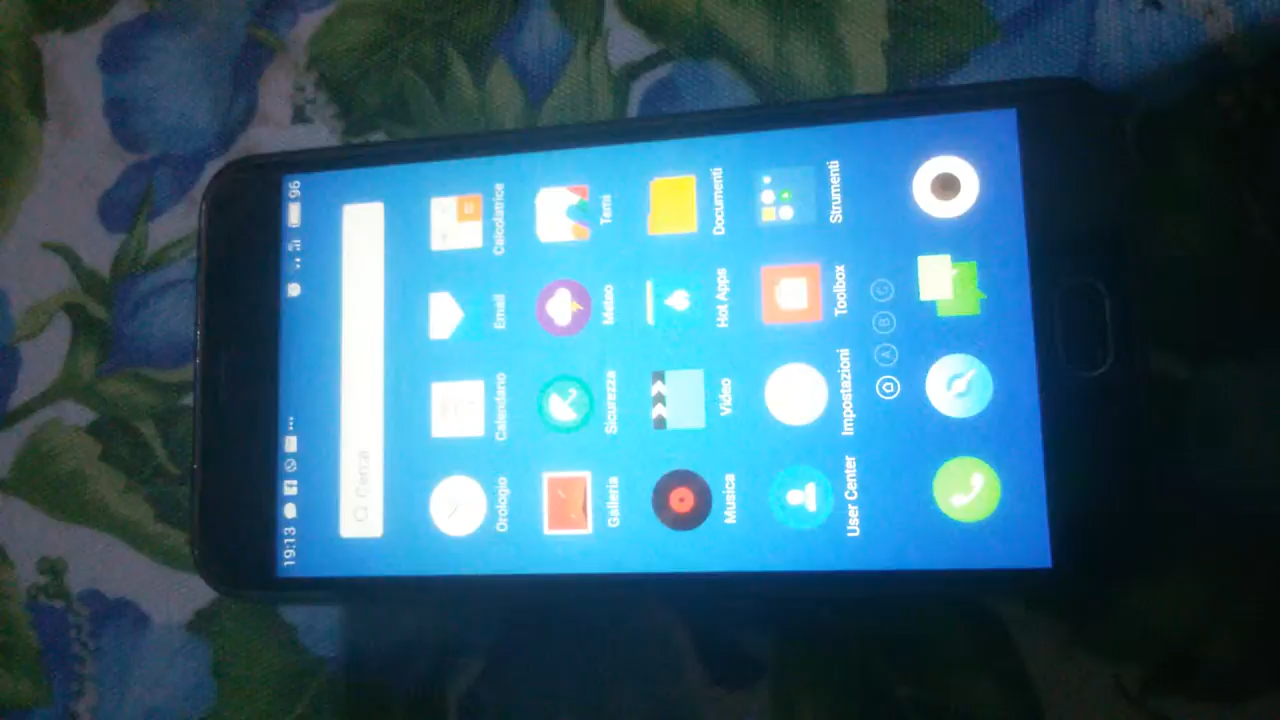 19:13 96
Cerca
Orologio Calendario Email Calcolatrice
Galleria Sicurezza Meteo Temi
Musica Video Hot Apps Documenti
User Center Impostazioni Toolbox Strumenti
A B C